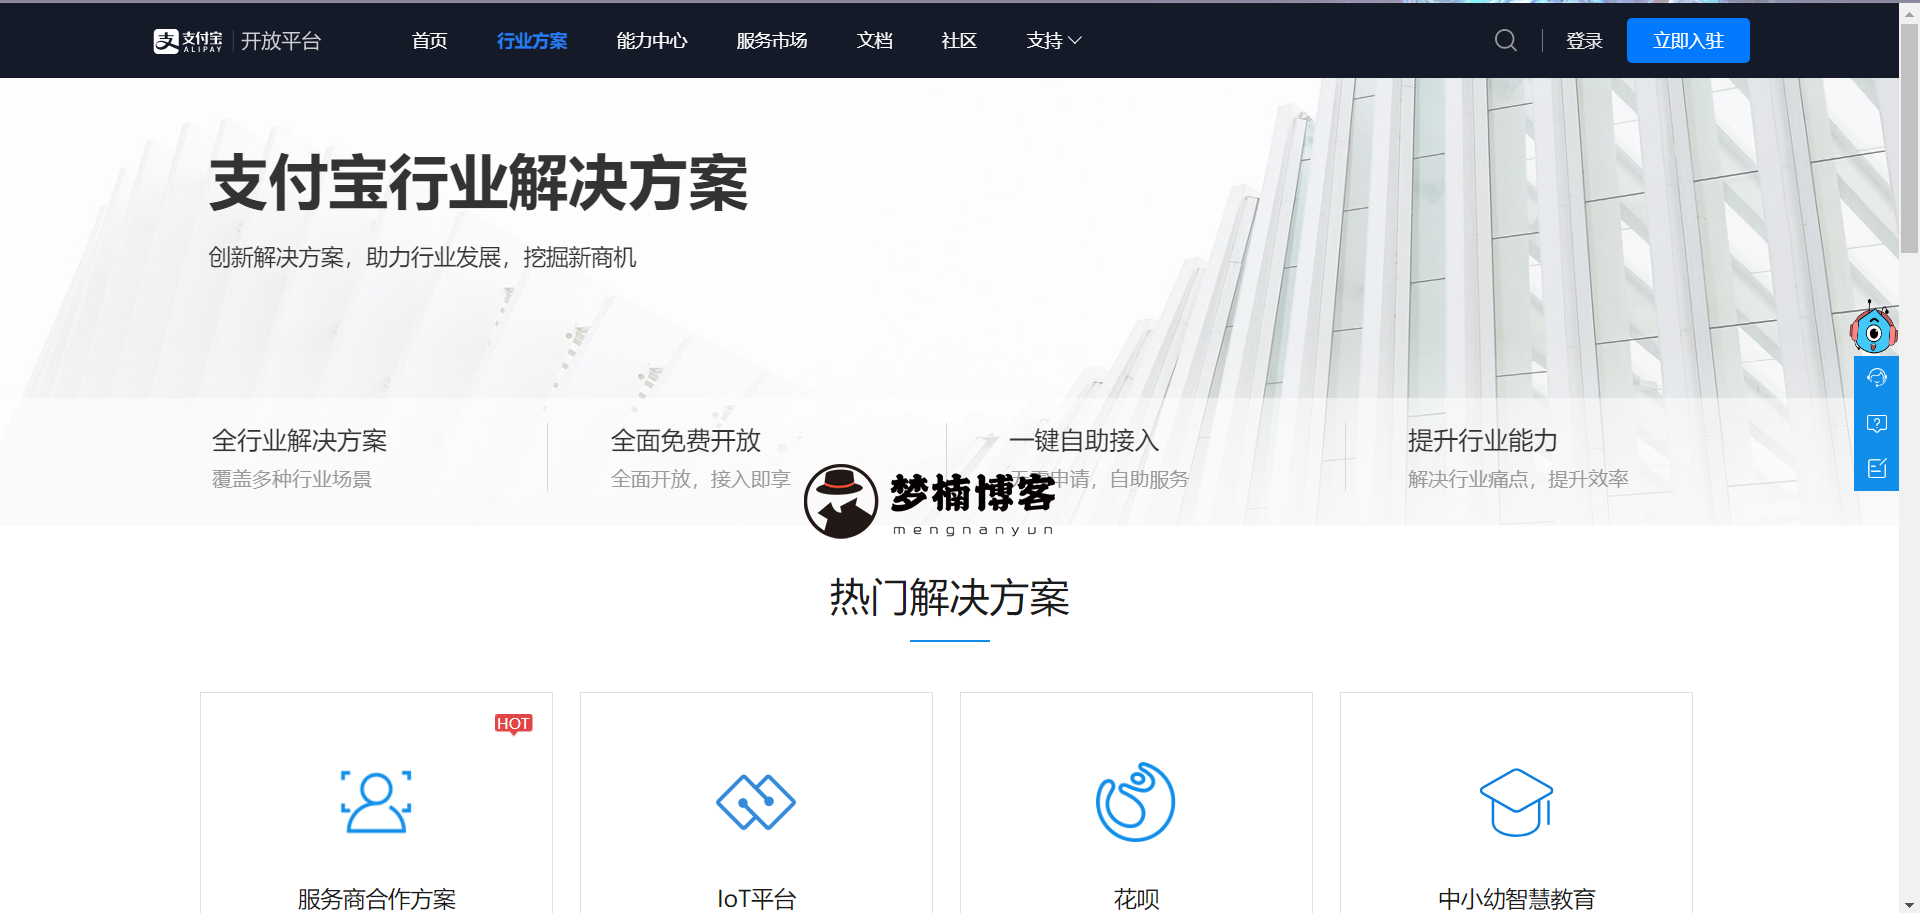 支付宝 ALIPAY 开放平台 首页 行业方案 能力中心 服务市场 文档 社区 支持 登录 立即入驻
支付宝行业解决方案
创新解决方案，助力行业发展，挖掘新商机
全行业解决方案 全面免费开放 一键自助接入 提升行业能力
覆盖多种行业场景 全面开放，接入即享 申请，自助服务 解决行业痛点，提升效率
梦楠博客
mengnanyun
热门解决方案
HOT
服务商合作方案 IoT平台 花呗 中小幼智慧教育